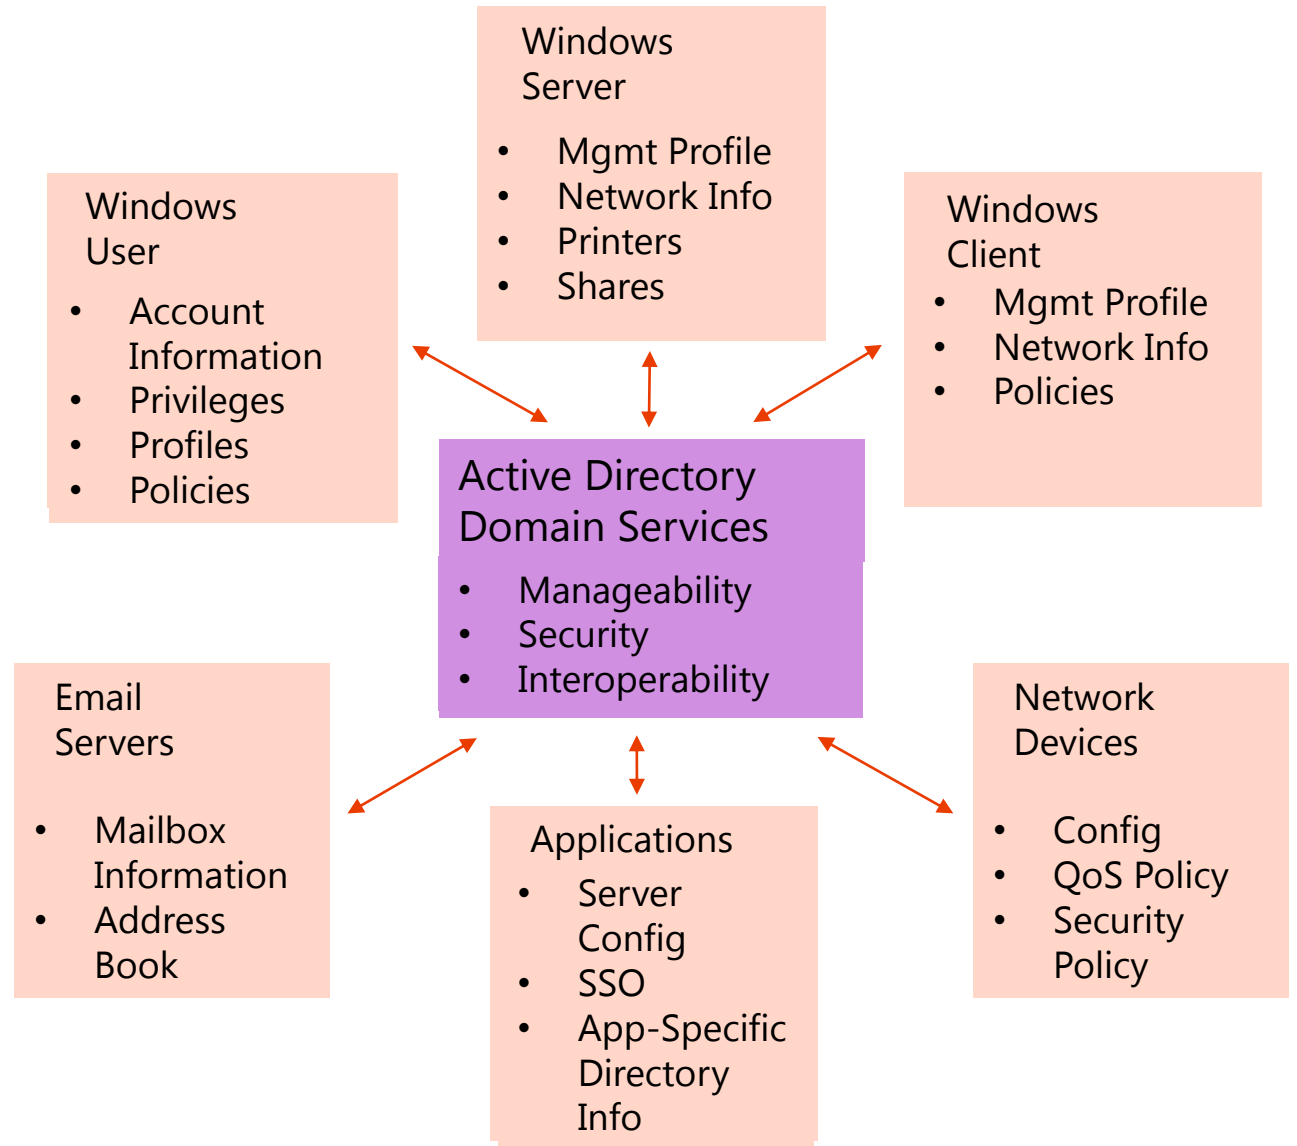 Windows
Server
• Mgmt Profile
• Network Info
• Printers
• Shares
Windows
User
• Account
Information
• Privileges
• Profiles
• Policies
Windows
Client
• Mgmt Profile
• Network Info
• Policies
Active Directory
Domain Services
• Manageability
• Security
• Interoperability
Email
Servers
• Mailbox
Information
• Address
Book
Applications
• Server
Config
• SSO
• App-Specific
Directory
Info
Network
Devices
• Config
• QoS Policy
• Security
Policy